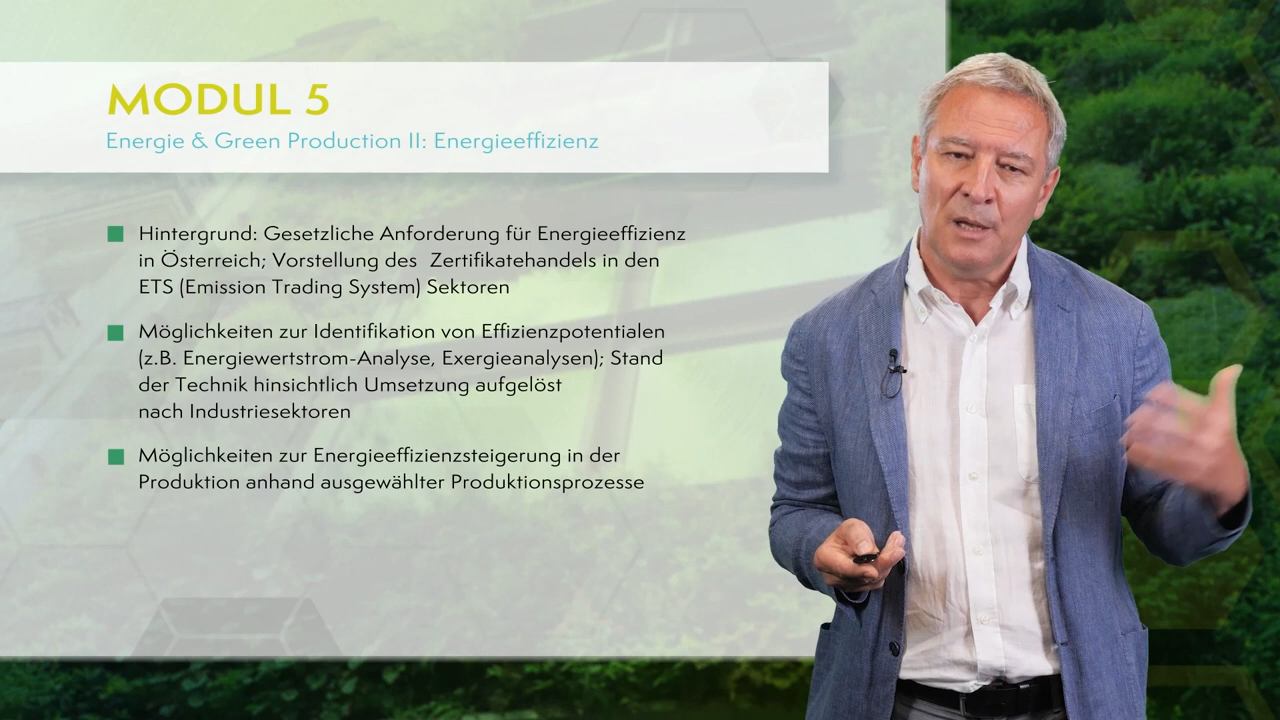 MODUL 5
Energie & Green Production II: Energieeffizienz
Hintergrund: Gesetzliche Anforderung für Energieeffizienz
in Österreich; Vorstellung des  Zertifikatehandels in den
ETS (Emission Trading System) Sektoren
Möglichkeiten zur Identifikation von Effizienzpotentialen
(z.B. Energiewertstrom-Analyse, Exergieanalysen); Stand
der Technik hinsichtlich Umsetzung aufgelöst
nach Industriesektoren
Möglichkeiten zur Energieeffizienzsteigerung in der
Produktion anhand ausgewählter Produktionsprozesse